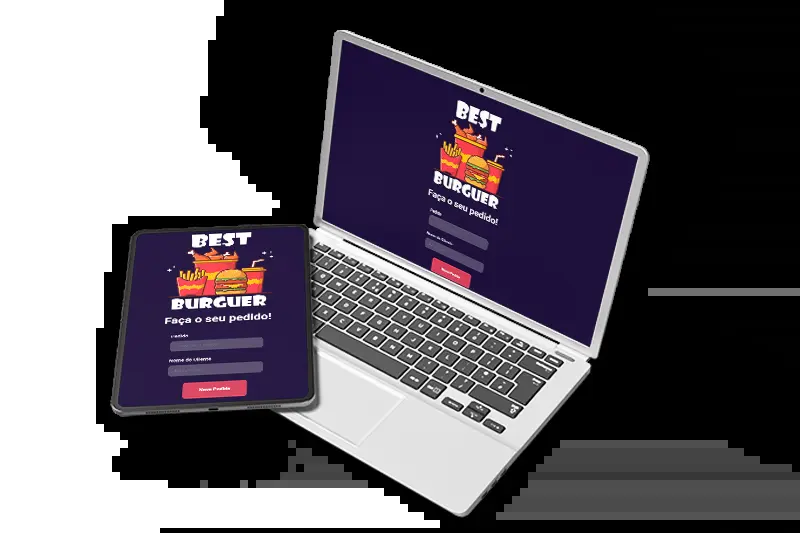 BEST
BURGUER
Faça o seu pedido!
Pedido
Nome do Cliente
Novo Pedido
BEST
BURGUER
Faça o seu pedido!
Pedido
Nome do Cliente
Novo Pedido